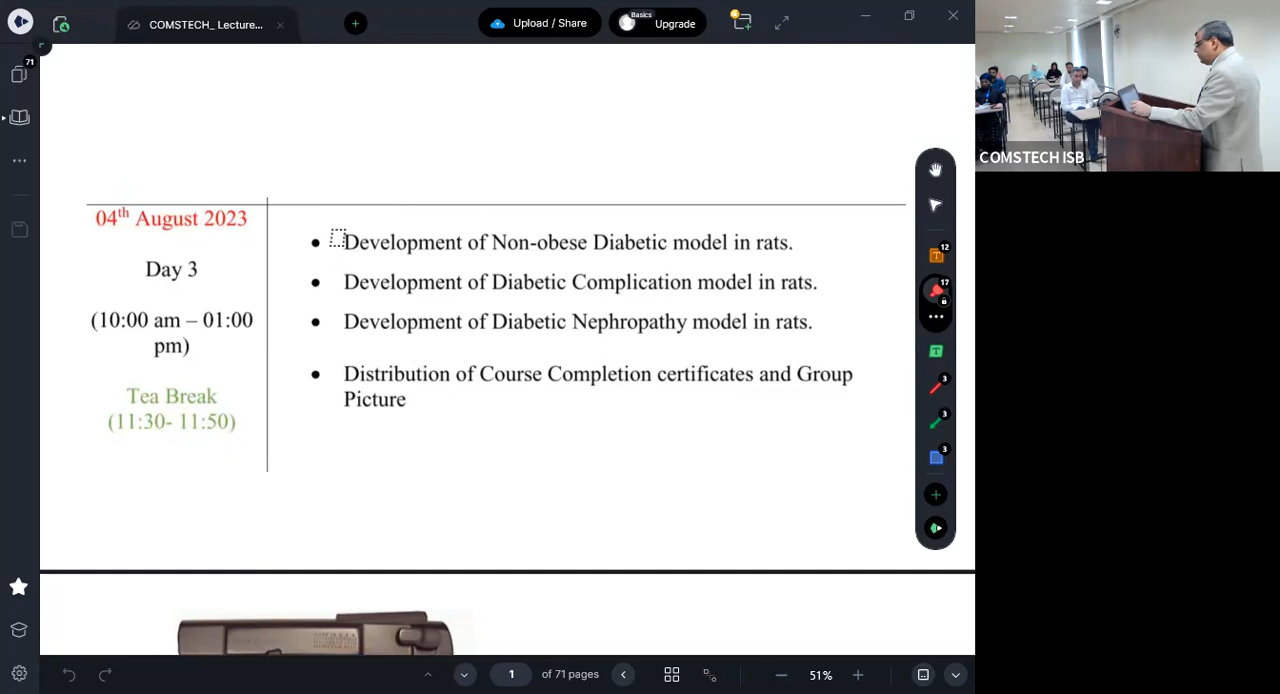 COMSTECH_ Lecture...
Upload / Share
Basics
Upgrade
71
COMSTECH ISB
04th August 2023
Day 3
(10:00 am – 01:00
pm)
Tea Break
(11:30- 11:50)
• Development of Non-obese Diabetic model in rats.
• Development of Diabetic Complication model in rats.
• Development of Diabetic Nephropathy model in rats.
• Distribution of Course Completion certificates and Group
Picture
12
17
3
3
3
1 of 71 pages
51%